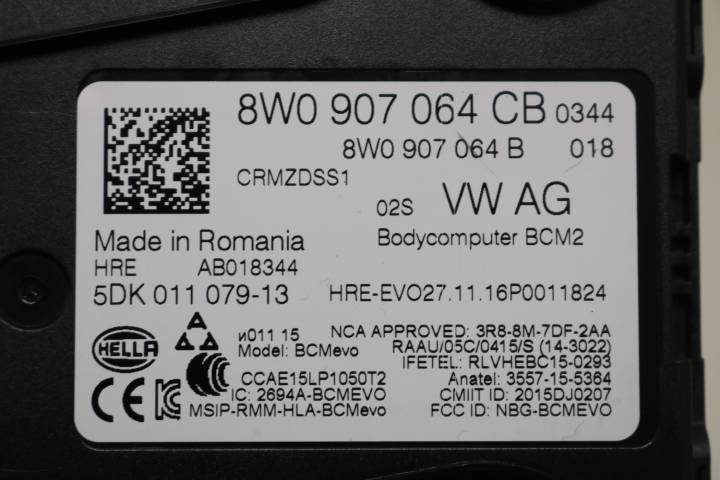 8W0 907 064 CB 0344
8W0 907 064 B 018
CRMZDSS1
02S VW AG
Made in Romania Bodycomputer BCM2
HRE AB018344
5DK 011 079-13 HRE-EVO27.11.16P0011824
HELLA
AAA
и011 15 NCA APPROVED: 3R8-8M-7DF-2AA
Model: BCMevo RAAU/05C/0415/S (14-3022)
IFETEL: RLVHEBC15-0293
CCAE15LP1050T2 Anatel: 3557-15-5364
CE
IC: 2694A-BCMEVO CMIIT ID: 2015DJ0207
MSIP-RMM-HLA-BCMevo FCC ID: NBG-BCMEVO